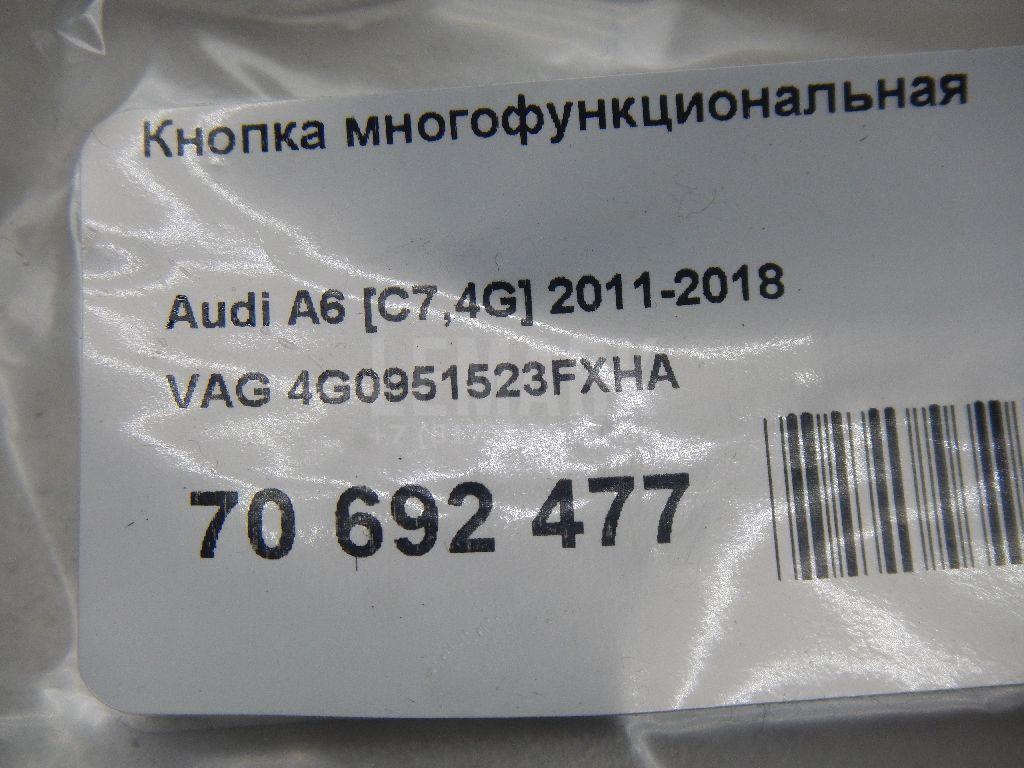 Кнопка многофункциональная
Audi A6 [C7,4G] 2011-2018
VAG 4G0951523FXHA
70 692 477